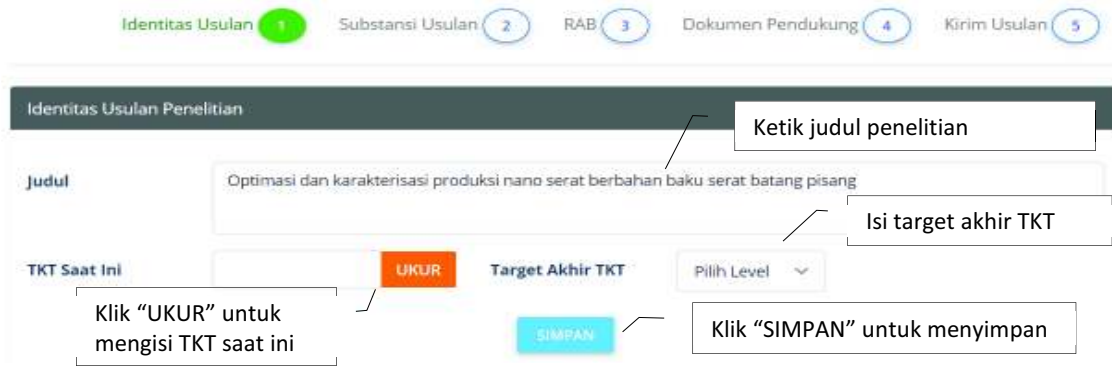 Identitas Usulan 1 Substansi Usulan 2 RAB 3 Dokumen Pendukung 4 Kirim Usulan 5
Identitas Usulan Penelitian
Ketik judul penelitian
Judul
Optimasi dan karakterisasi produksi nano serat berbahan baku serat batang pisang
Isi target akhir TKT
TKT Saat Ini UKUR Target Akhir TKT Pilih Level
Klik “UKUR” untuk
mengisi TKT saat ini
SIMPAN
Klik “SIMPAN” untuk menyimpan